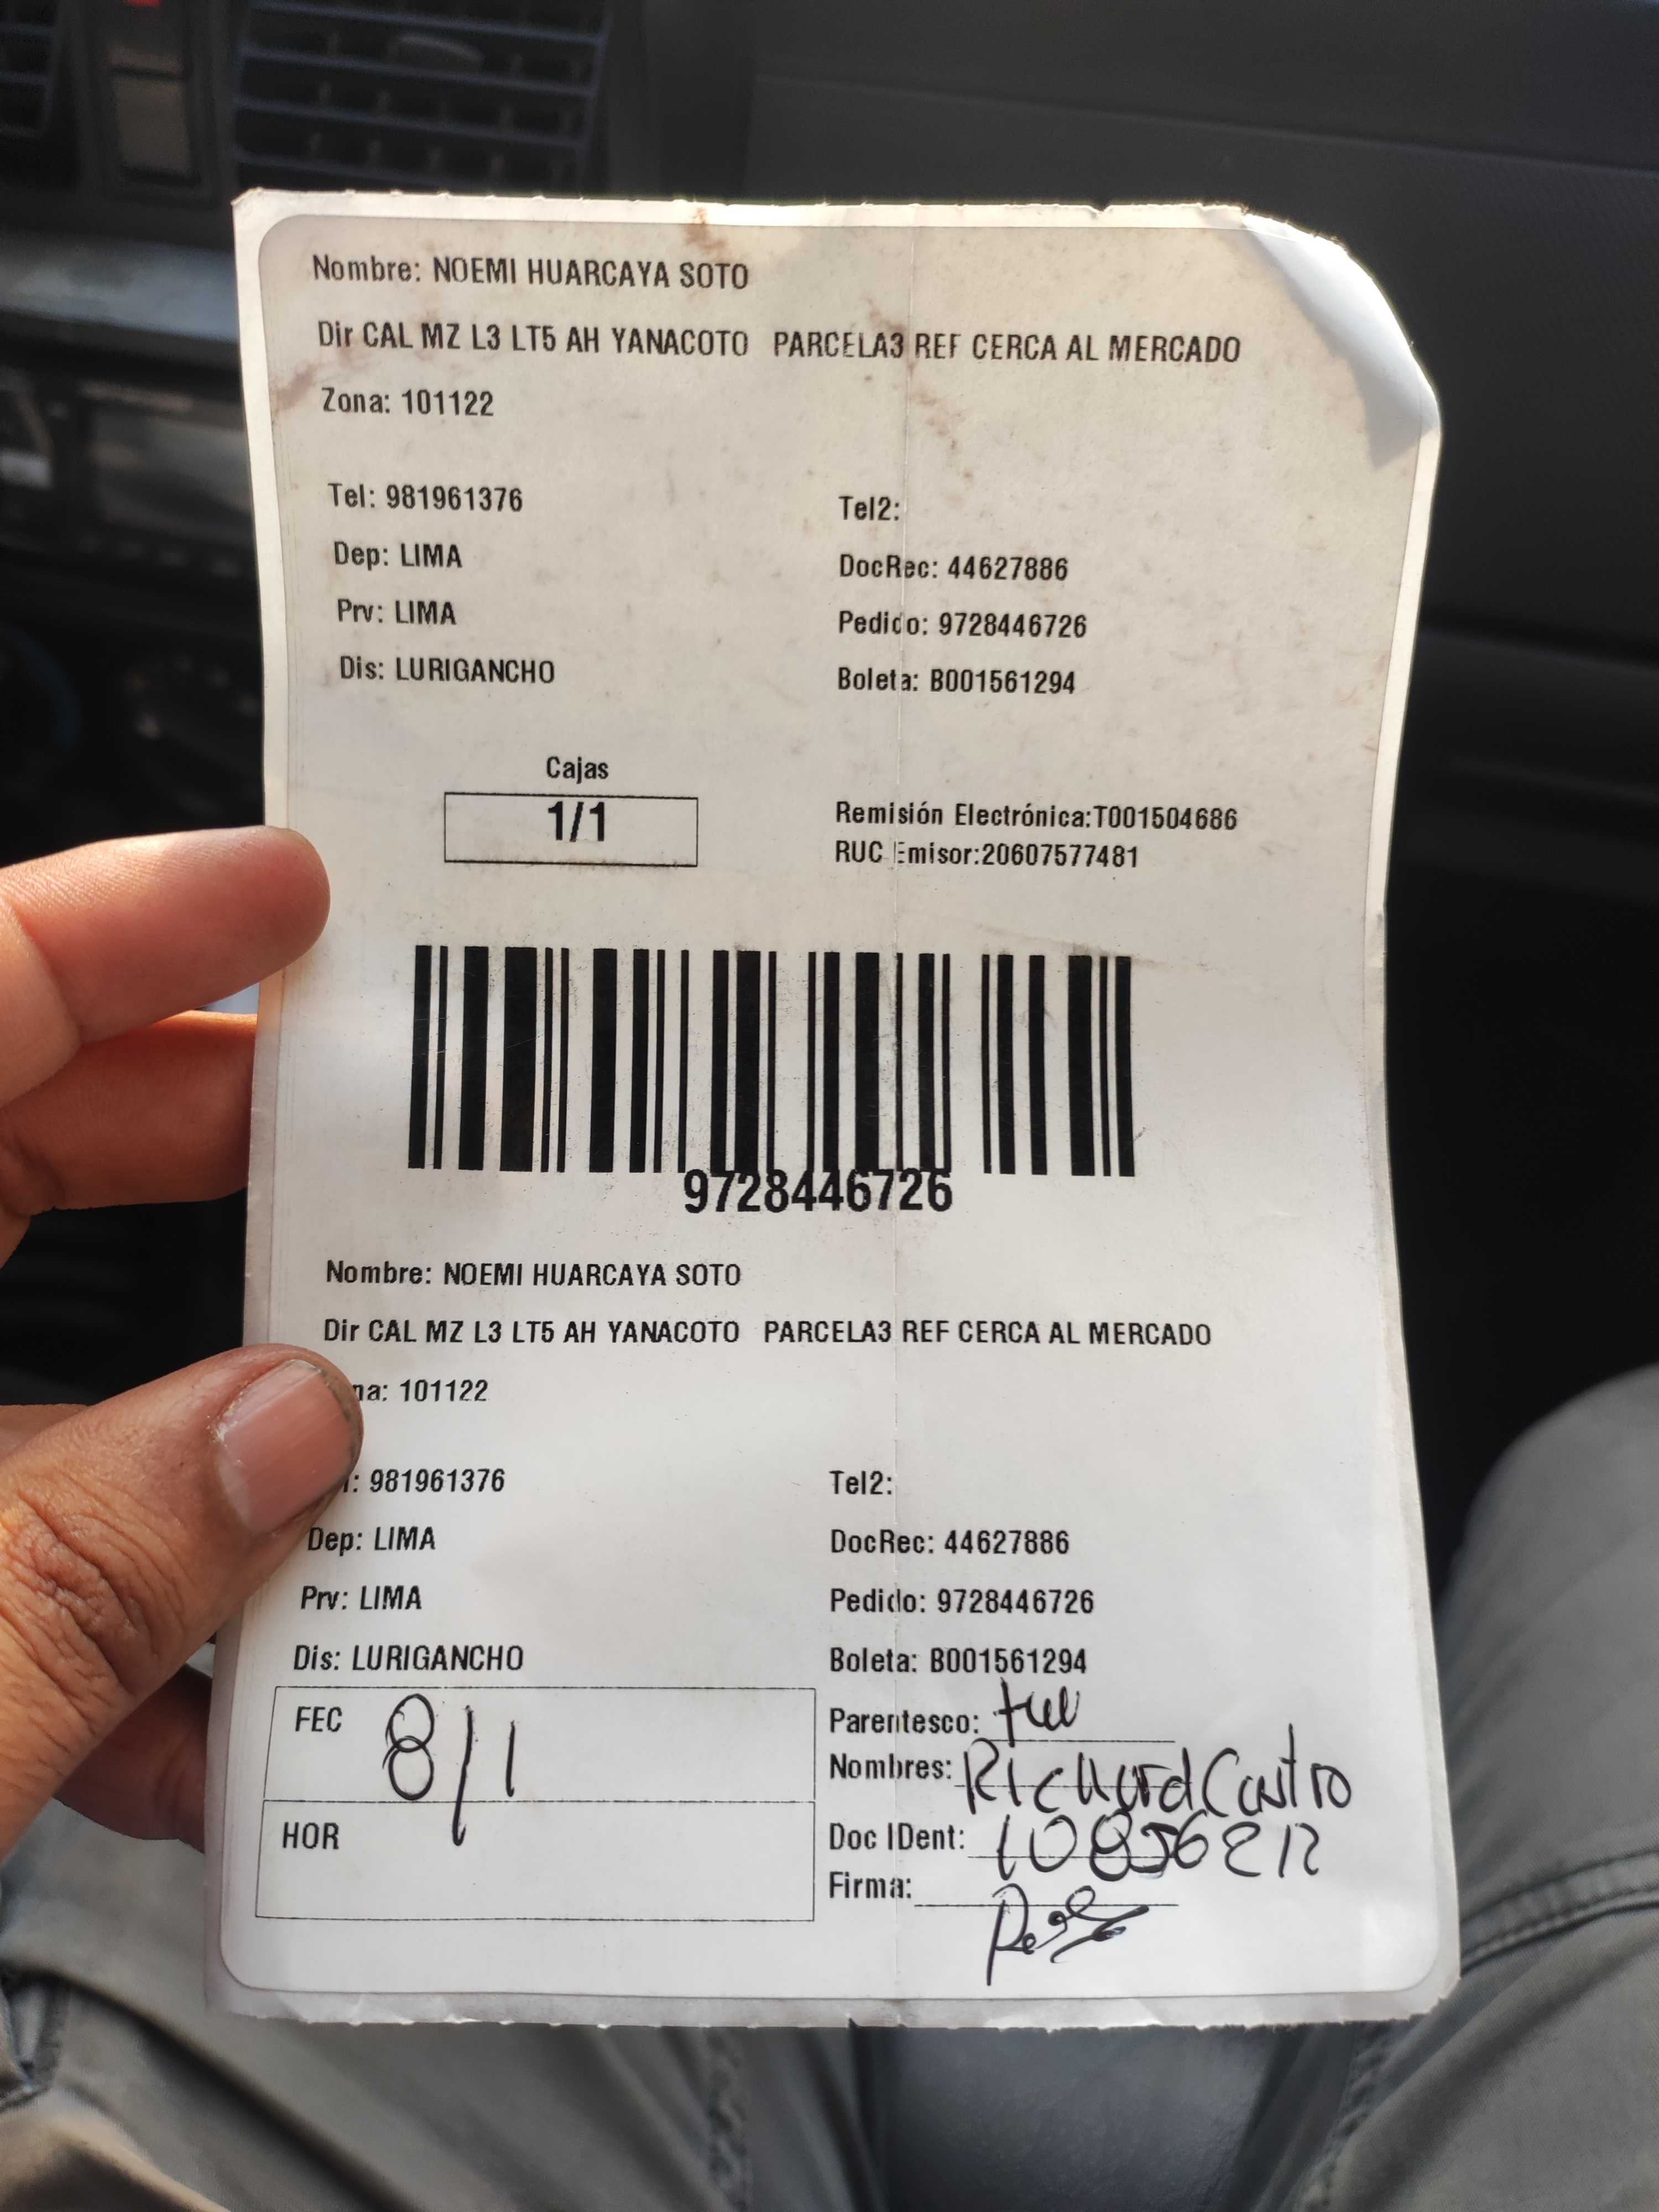 Nombre: NOEMI HUARCAYA SOTO
Dir CAL MZ L3 LT5 AH YANACOTO PARCELA3 REF CERCA AL MERCADO
Zona: 101122
Tel: 981961376 Tel2:
Dep: LIMA DocRec: 44627886
Prv: LIMA Pedido: 9728446726
Dis: LURIGANCHO Boleta: B001561294
Cajas
1/1
Remisión Electrónica:T001504686
RUC Emisor:20607577481
9728446726
Nombre: NOEMI HUARCAYA SOTO
Dir CAL MZ L3 LT5 AH YANACOTO PARCELA3 REF CERCA AL MERCADO
na: 101122
: 981961376 Tel2:
Dep: LIMA DocRec: 44627886
Prv: LIMA Pedido: 9728446726
Dis: LURIGANCHO Boleta: B001561294
FEC 8/1 Parentesco:
Nombres: Richard Castro
HOR Doc IDent:
Firma: